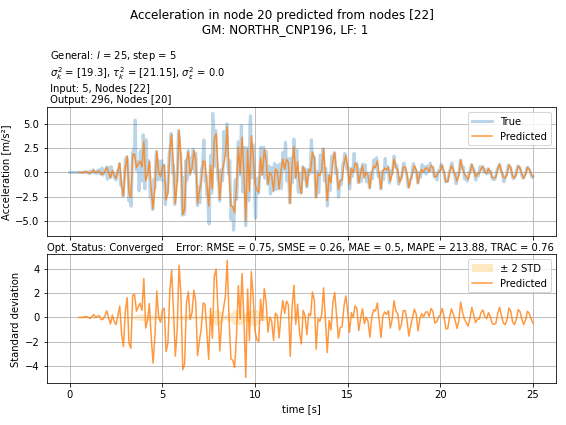 Acceleration in node 20 predicted from nodes [22]
GM: NORTHR_CNP196, LF: 1
General: l = 25, step = 5
σ²ₖ = [19.3], τ²ₖ = [21.15], σ²ε = 0.0
Input: 5, Nodes [22]
Output: 296, Nodes [20]
Acceleration [m/s²]
5.0
2.5
0.0
−2.5
−5.0
True
Predicted
Opt. Status: Converged Error: RMSE = 0.75, SMSE = 0.26, MAE = 0.5, MAPE = 213.88, TRAC = 0.76
Standard deviation
4
2
0
−2
−4
± 2 STD
Predicted
0 5 10 15 20 25
time [s]